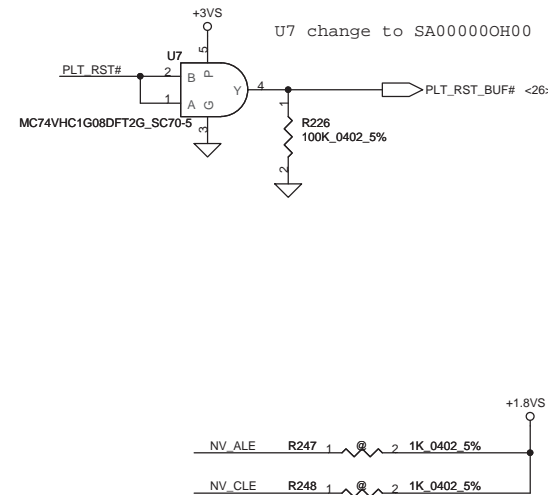 +3VS
U7 change to SA00000OH00
5
U7
PLT_RST#
2
B
P
Y
4
PLT_RST_BUF# <26>
1
A
G
1
R226
100K_0402_5%
MC74VHC1G08DFT2G_SC70-5
3
2
+1.8VS
NV_ALE R247 1 @ 2 1K_0402_5%
NV_CLE R248 1 @ 2 1K_0402_5%